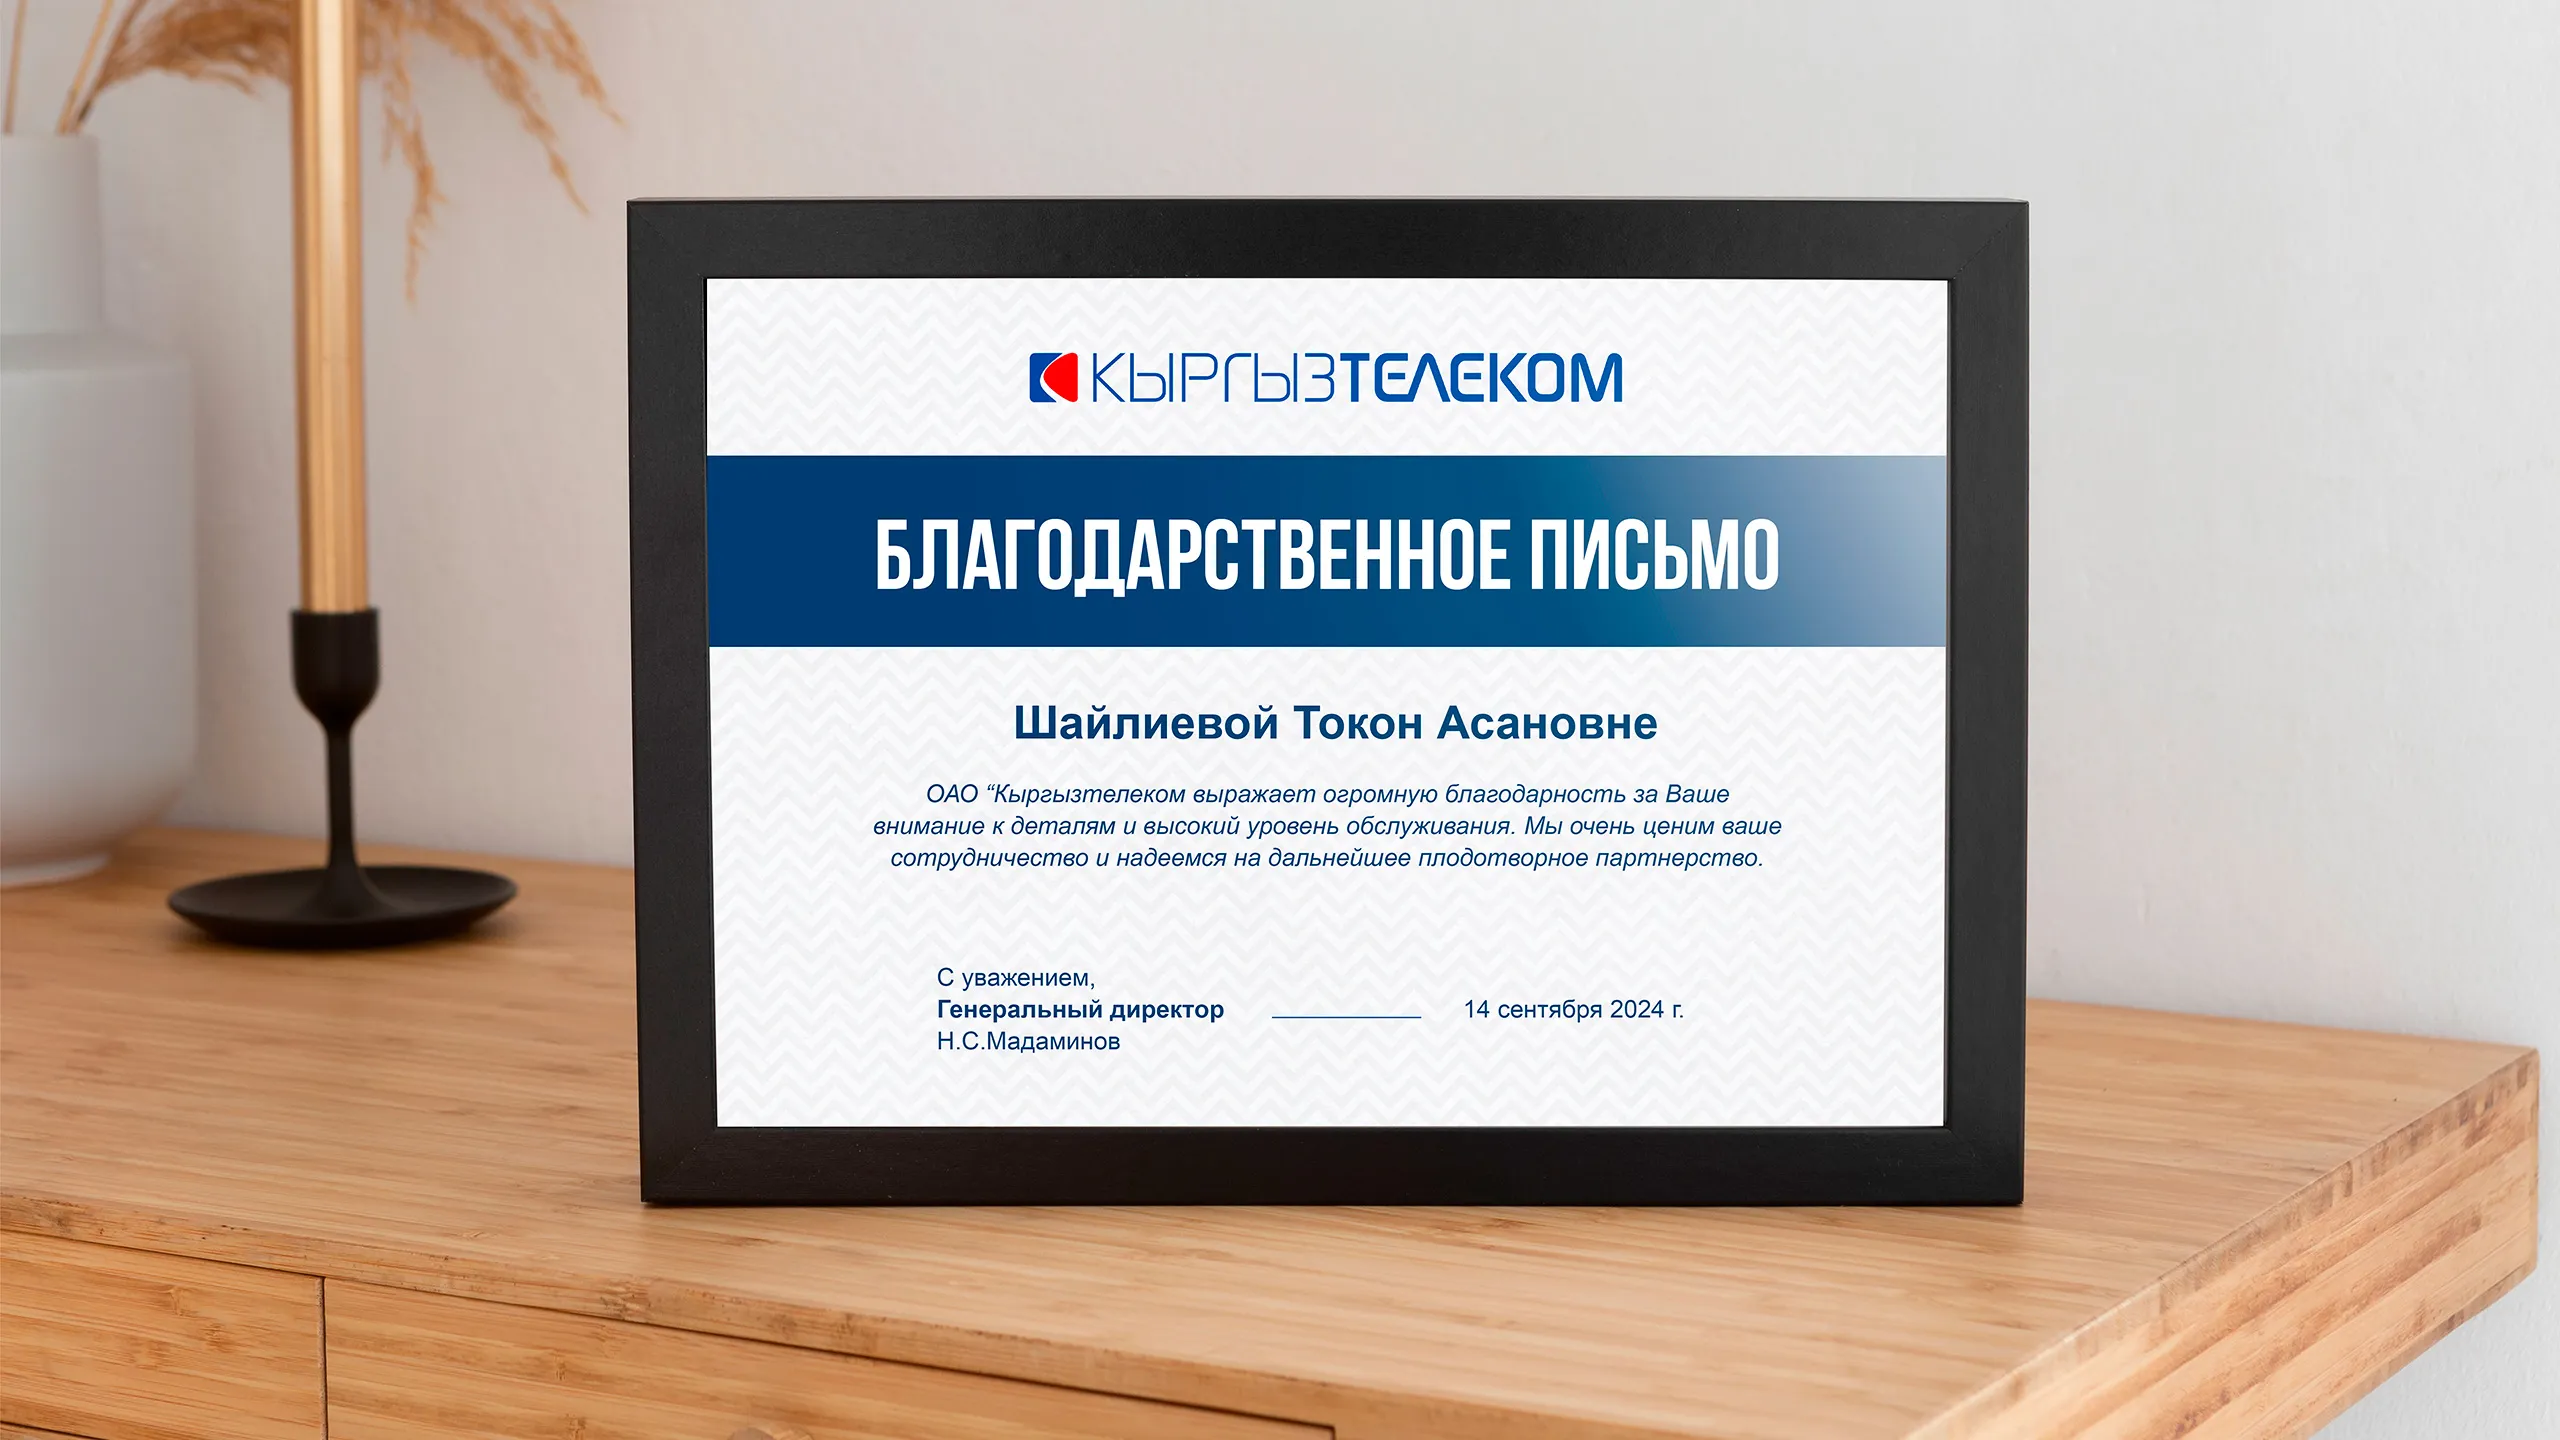 КЫРГЫЗТЕЛЕКОМ
БЛАГОДАРСТВЕННОЕ ПИСЬМО
Шайлиевой Токон Асановне
ОАО “Кыргызтелеком выражает огромную благодарность за Ваше
внимание к деталям и высокий уровень обслуживания. Мы очень ценим ваше
сотрудничество и надеемся на дальнейшее плодотворное партнерство.
С уважением,
Генеральный директор
14 сентября 2024 г.
Н.С.Мадаминов